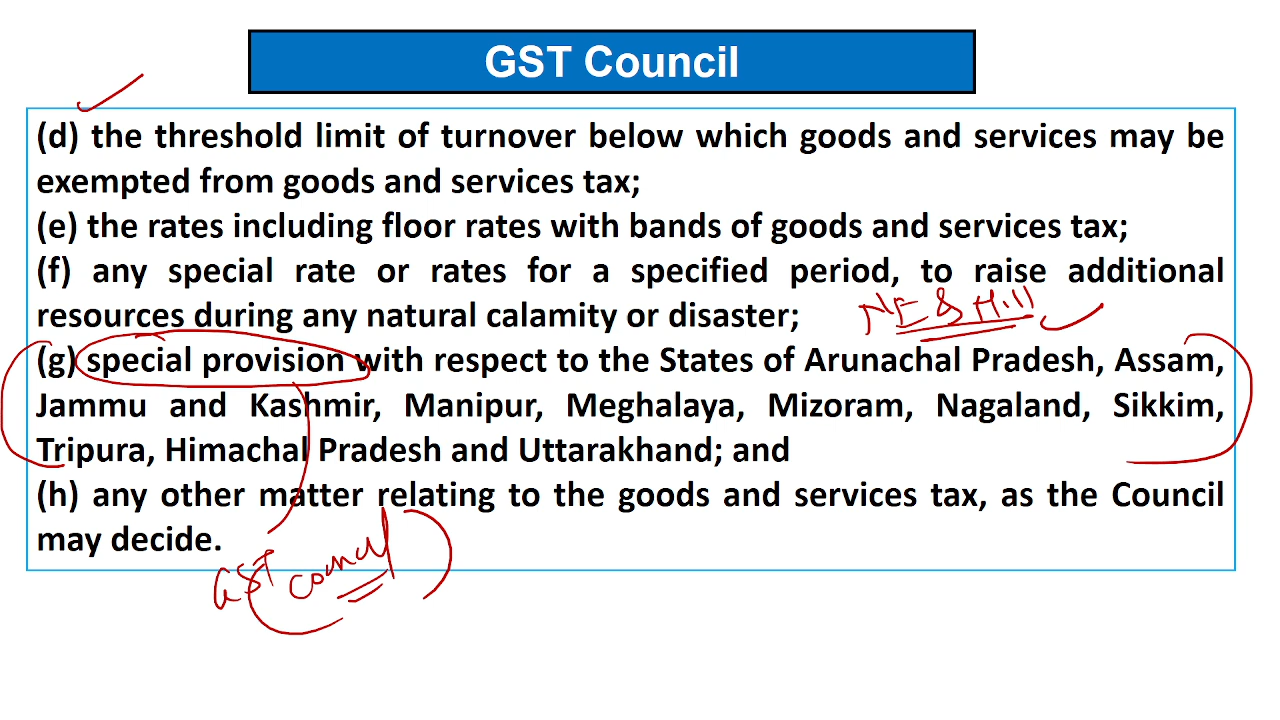 GST Council
(d) the threshold limit of turnover below which goods and services may be
exempted from goods and services tax;
(e) the rates including floor rates with bands of goods and services tax;
(f) any special rate or rates for a specified period, to raise additional
resources during any natural calamity or disaster;
NE & Hill
(g) special provision with respect to the States of Arunachal Pradesh, Assam,
Jammu and Kashmir, Manipur, Meghalaya, Mizoram, Nagaland, Sikkim,
Tripura, Himachal Pradesh and Uttarakhand; and
(h) any other matter relating to the goods and services tax, as the Council
may decide.
GST Council